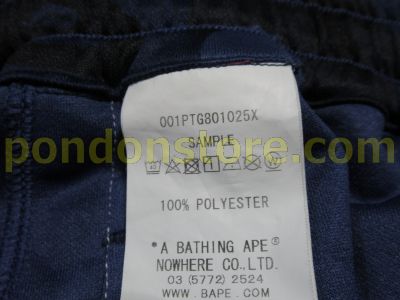 001PTG801025X
SAMPLE
pondonstore.com
100% POLYESTER
"A BATHING APE®
NOWHERE CO.,LTD.
03 (5772) 2524
WWW.BAPE.COM